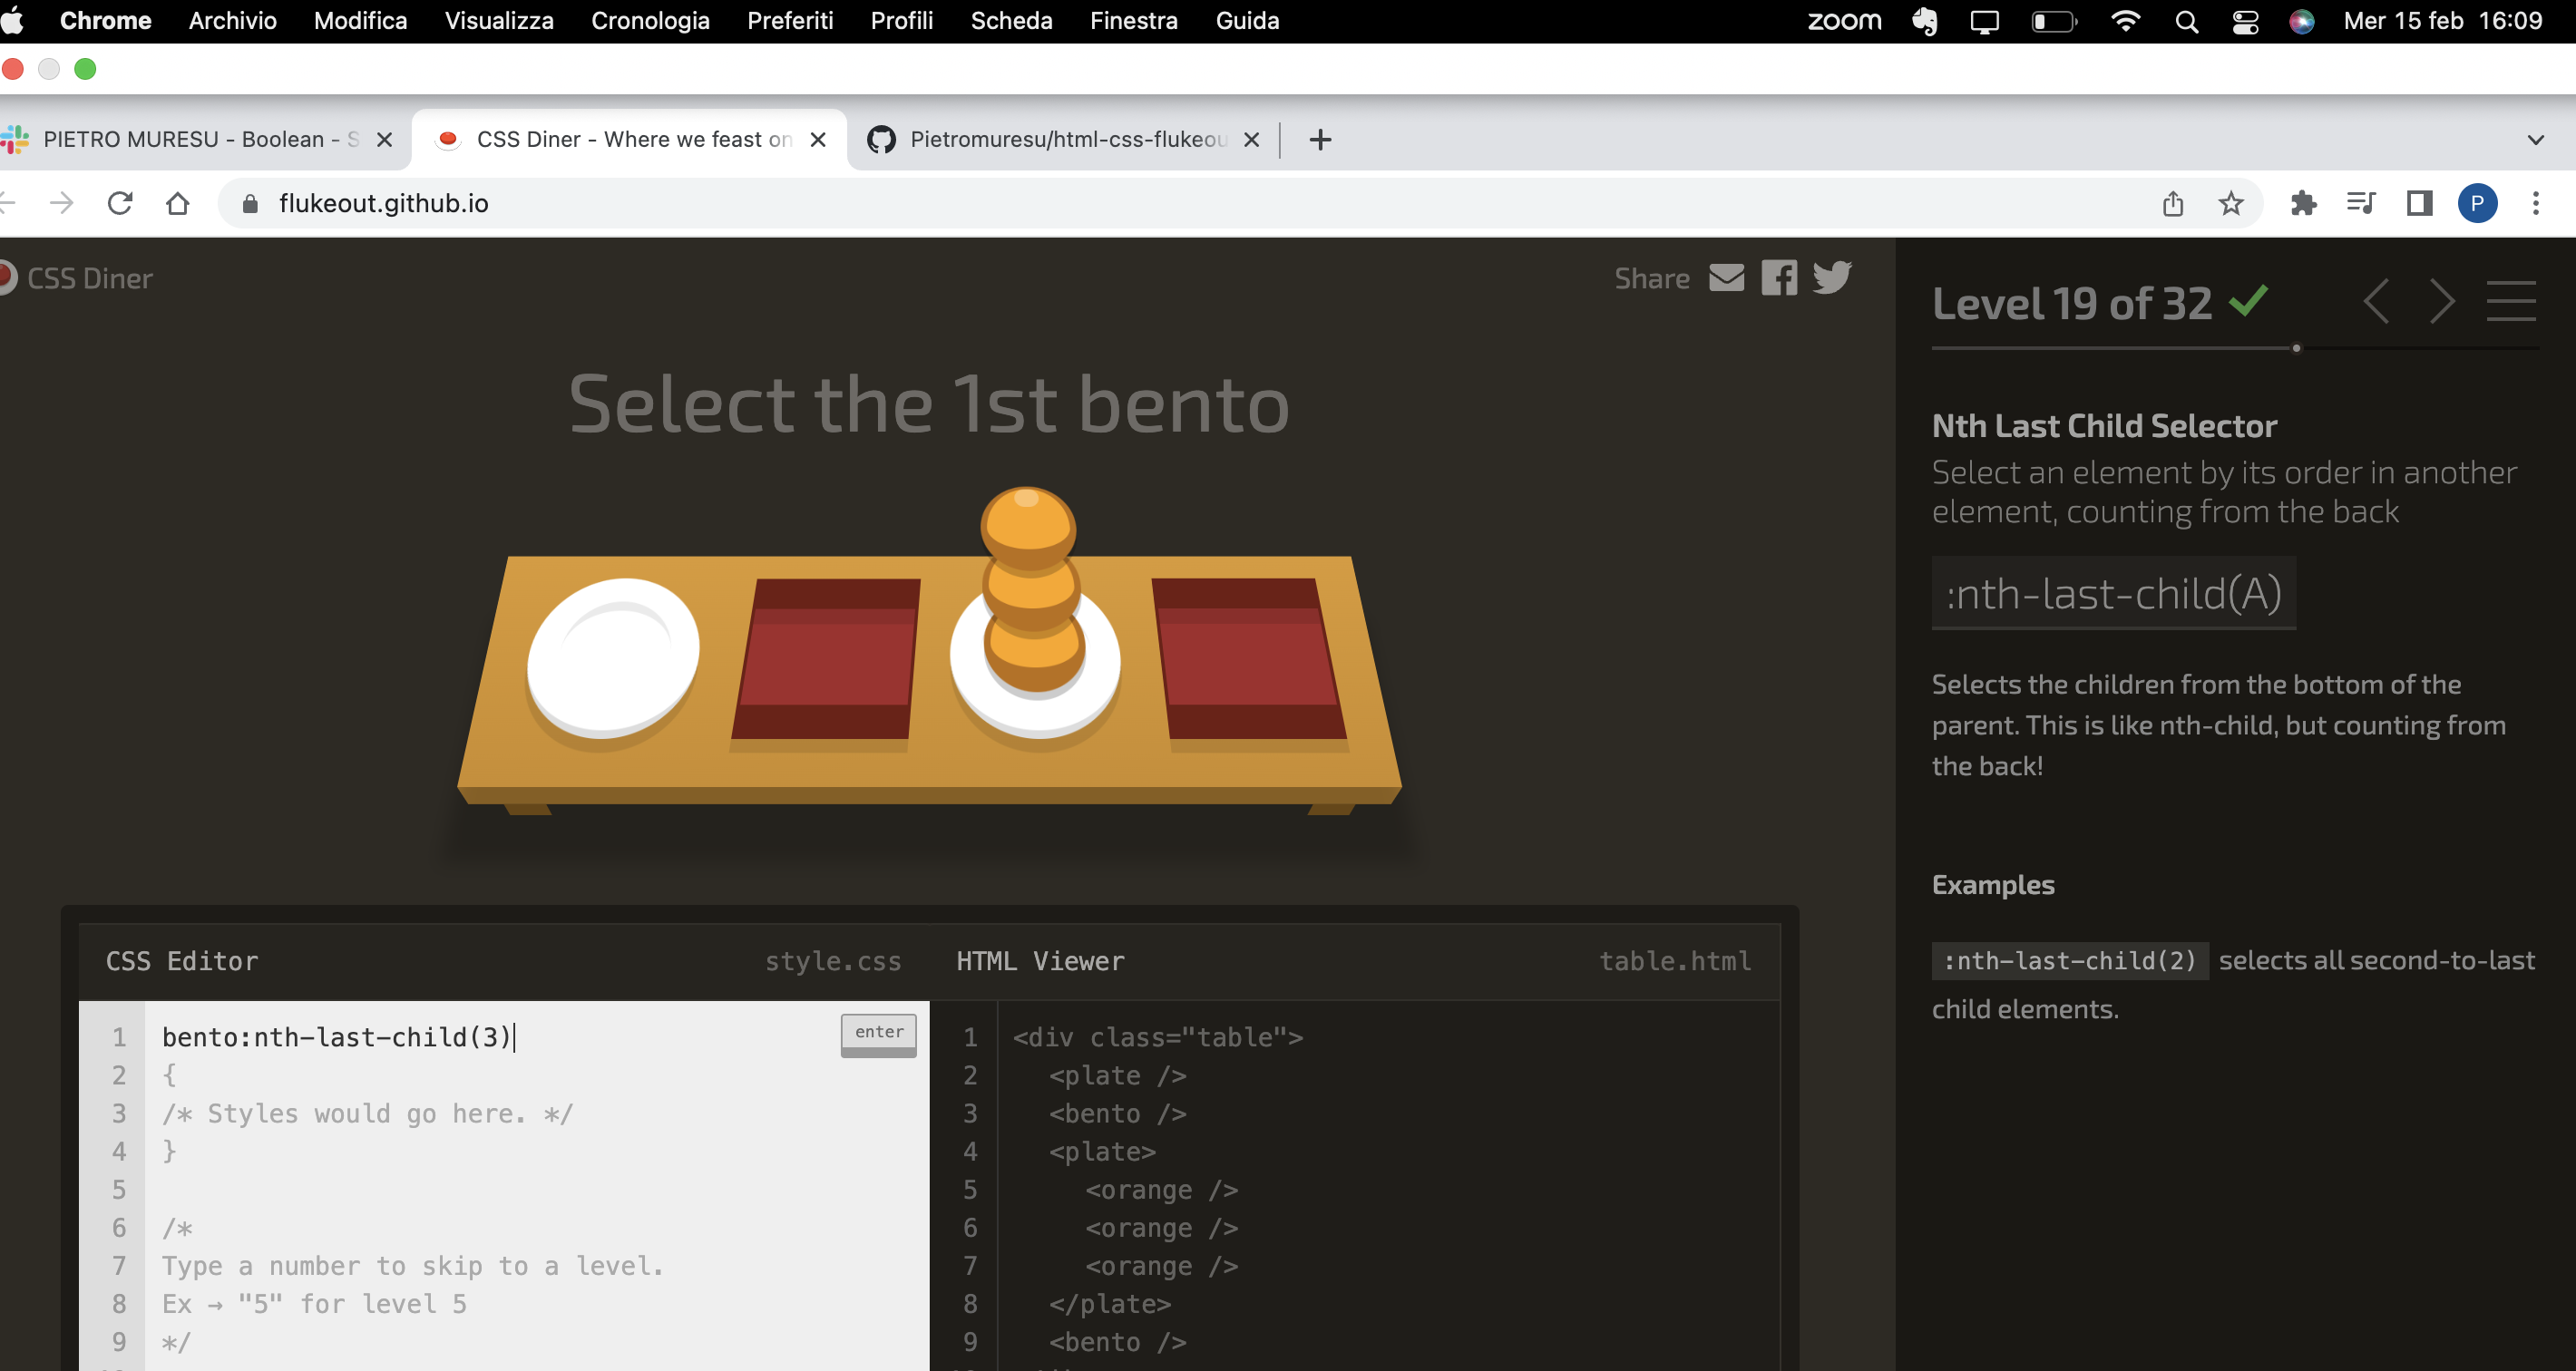 Chrome Archivio Modifica Visualizza Cronologia Preferiti Profili Scheda Finestra Guida zoom Mer 15 feb 16:09
PIETRO MURESU - Boolean - S CSS Diner - Where we feast on Pietromuresu/html-css-flukeou
flukeout.github.io P
CSS Diner Share
Level 19 of 32
Select the 1st bento
Nth Last Child Selector
Select an element by its order in another
element, counting from the back
:nth-last-child(A)
Selects the children from the bottom of the
parent. This is like nth-child, but counting from
the back!
Examples
:nth-last-child(2) selects all second-to-last
child elements.
CSS Editor style.css
1 bento:nth-last-child(3) enter
2 {
3 /* Styles would go here. */
4 }
5
6 /*
7 Type a number to skip to a level.
8 Ex → "5" for level 5
9 */
HTML Viewer table.html
1 <div class="table">
2 <plate />
3 <bento />
4 <plate>
5 <orange />
6 <orange />
7 <orange />
8 </plate>
9 <bento />